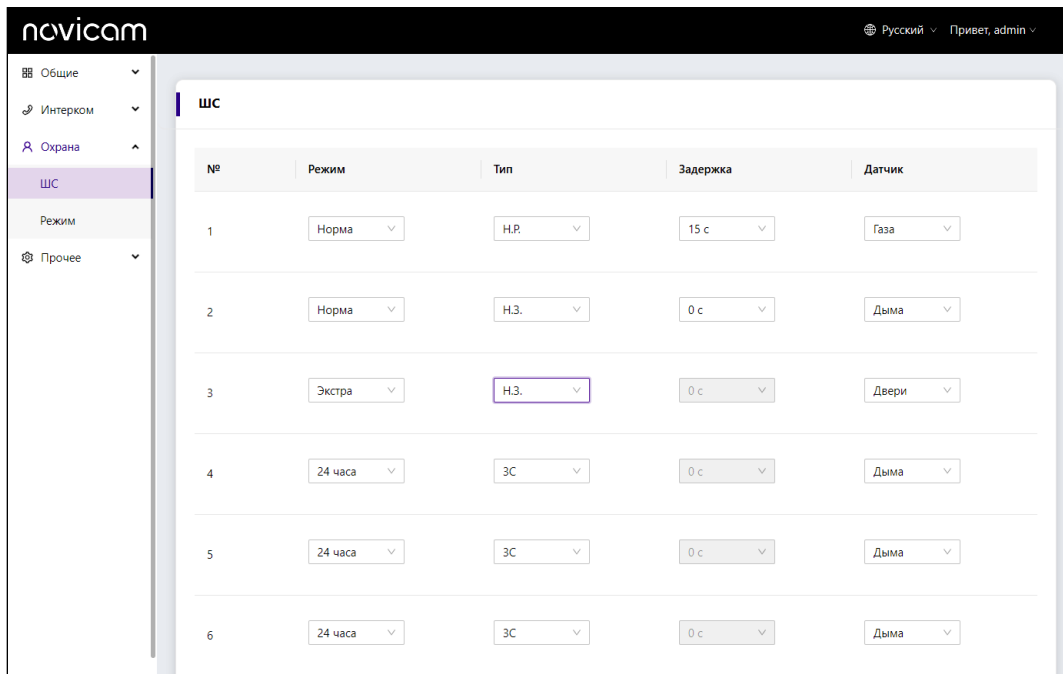 novicam
Русский Привет, admin
Общие
Интерком
Охрана
ШС
Режим
Прочее
ШС
№ Режим Тип Задержка Датчик
1 Норма Н.Р. 15 с Газа
2 Норма Н.З. 0 с Дыма
3 Экстра Н.З. 0 с Двери
4 24 часа ЗС 0 с Дыма
5 24 часа ЗС 0 с Дыма
6 24 часа ЗС 0 с Дыма